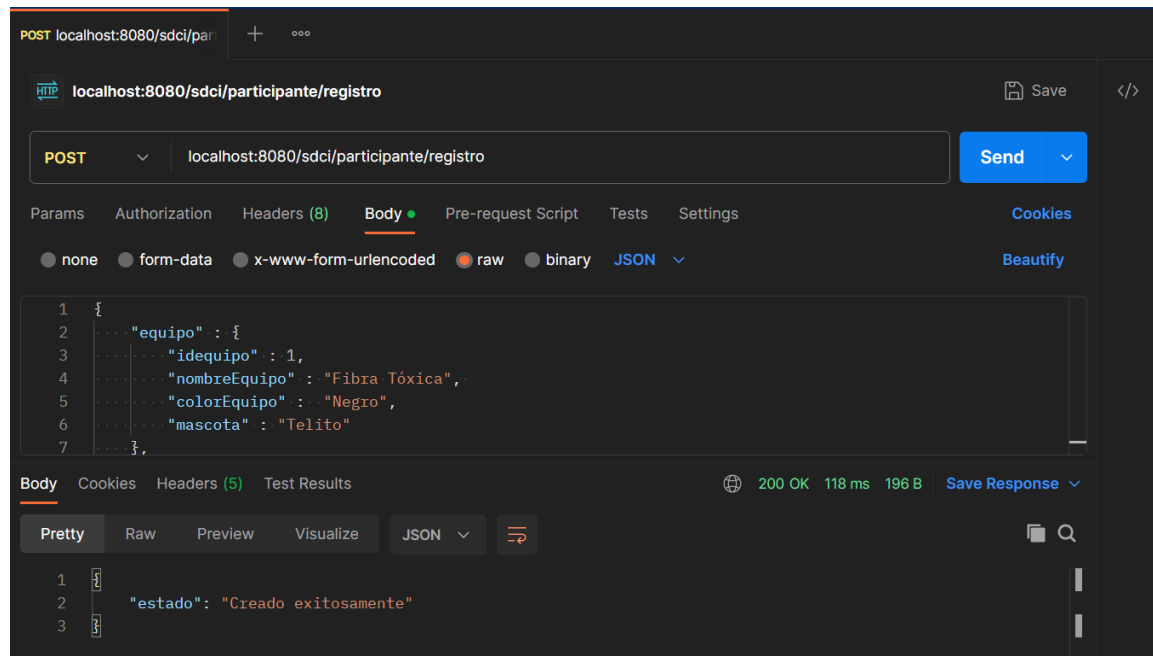 POST localhost:8080/sdci/par
HTTP localhost:8080/sdci/participante/registro Save </>
POST localhost:8080/sdci/participante/registro Send
Params Authorization Headers (8) Body Pre-request Script Tests Settings Cookies
none form-data x-www-form-urlencoded raw binary JSON Beautify
1 {
2 "equipo" : {
3 "idequipo" : 1,
4 "nombreEquipo" : "Fibra Tóxica",
5 "colorEquipo" : "Negro",
6 "mascota" : "Telito"
7 },
Body Cookies Headers (5) Test Results 200 OK 118 ms 196 B Save Response
Pretty Raw Preview Visualize JSON
1 {
2 "estado": "Creado exitosamente"
3 }